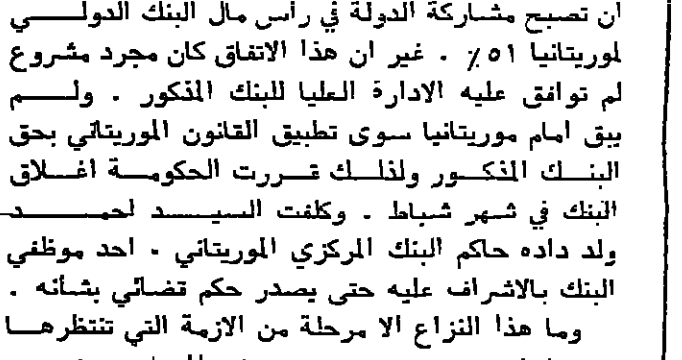 ان تصبح مشاركة الدولة في رأس مال البنك الدولي
لموريتانيا ٥١٪ . غير ان هذا الاتفاق كان مجرد مشروع
لم توافق عليه الادارة العليا للبنك المذكور . ولم
يبق امام موريتانيا سوى تطبيق القانون الموريتاني بحق
البنك المذكور ولذلك قررت الحكومة اغلاق
البنك في شهر شباط . وكلفت السيد احمد
ولد داده حاكم البنك المركزي الموريتاني . احد موظفي
البنك بالاشراف عليه حتى يصدر حكم قضائي بشأنه .
وما هذا النزاع الا مرحلة من الازمة التي تنتظرها